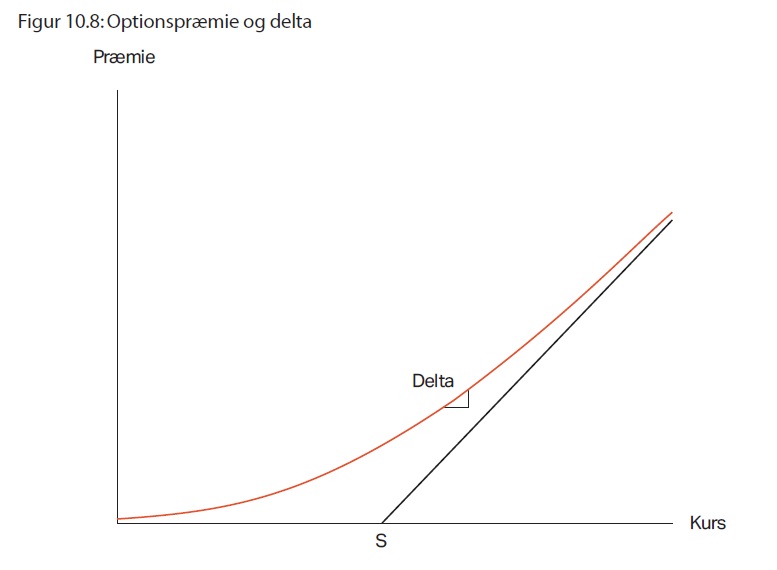 Figur 10.8: Optionspræmie og delta
Præmie
Delta
Kurs
S